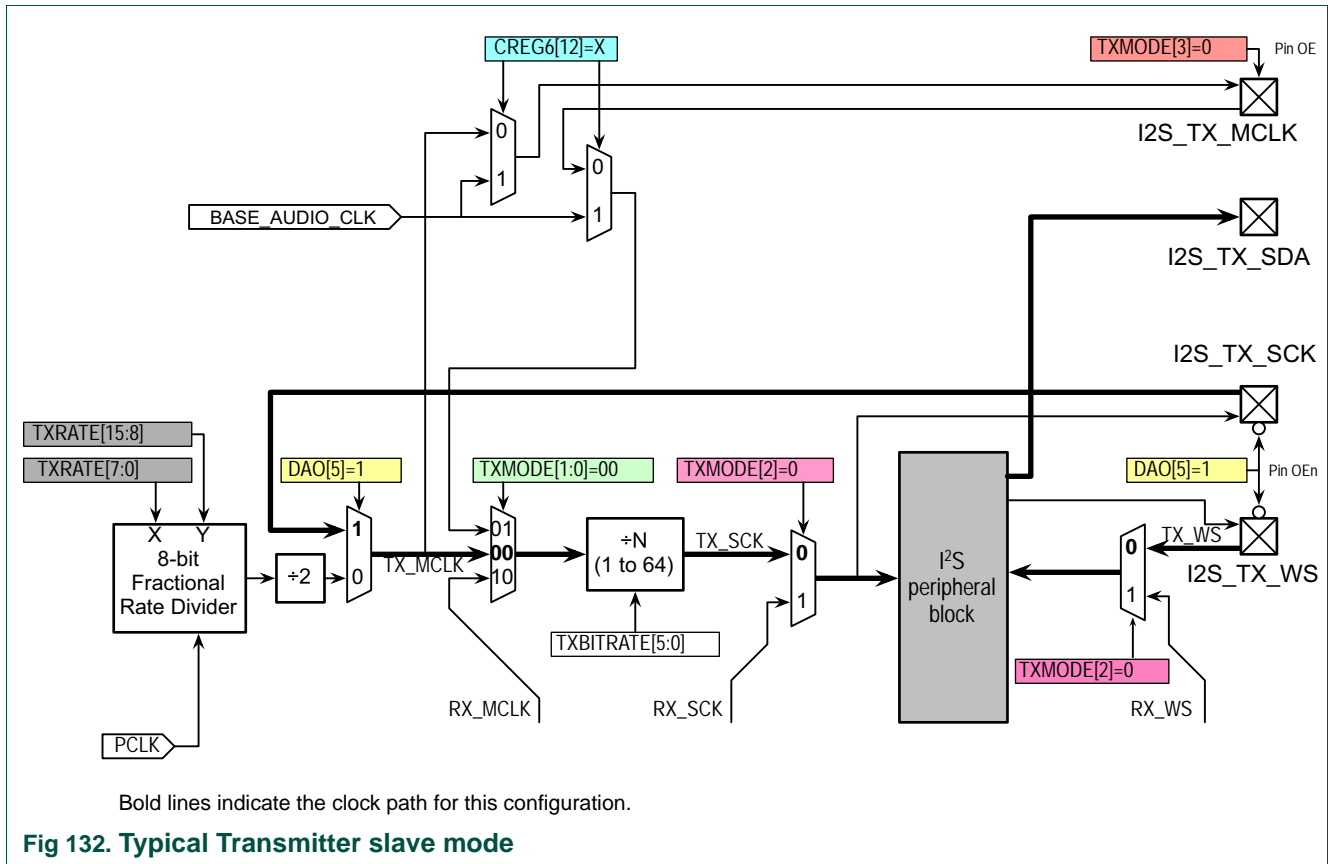 CREG6[12]=X
TXMODE[3]=0
Pin OE
0
1
I2S_TX_MCLK
0
1
BASE_AUDIO_CLK
I2S_TX_SDA
I2S_TX_SCK
TXRATE[15:8]
TXRATE[7:0]
DAO[5]=1
TXMODE[1:0]=00
TXMODE[2]=0
DAO[5]=1
Pin OEn
X Y
8-bit
Fractional
Rate Divider
÷2
1
0
TX_MCLK
01
00
10
÷N
(1 to 64)
TX_SCK
0
1
I²S
peripheral
block
0
1
TX_WS
I2S_TX_WS
TXBITRATE[5:0]
TXMODE[2]=0
RX_MCLK
RX_SCK
RX_WS
PCLK
Bold lines indicate the clock path for this configuration.
Fig 132. Typical Transmitter slave mode